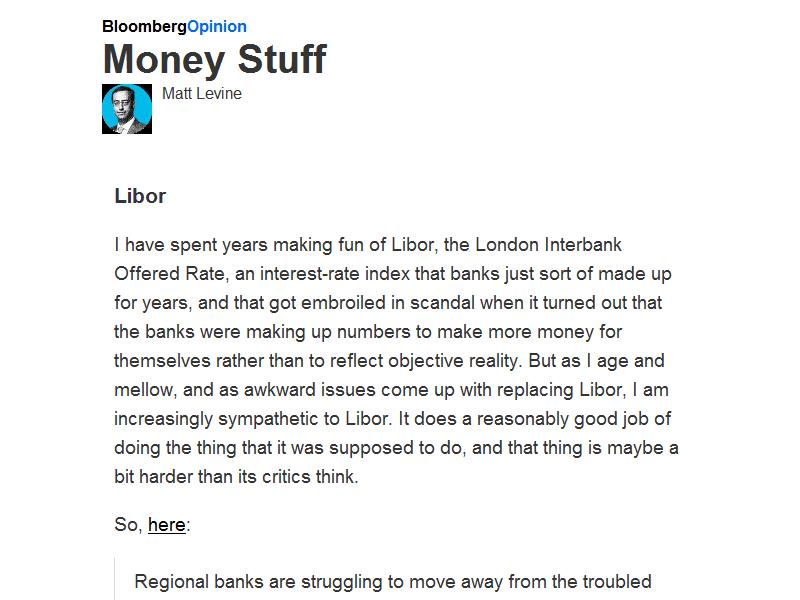 BloombergOpinion
Money Stuff
Matt Levine
Libor
I have spent years making fun of Libor, the London Interbank
Offered Rate, an interest-rate index that banks just sort of made up
for years, and that got embroiled in scandal when it turned out that
the banks were making up numbers to make more money for
themselves rather than to reflect objective reality. But as I age and
mellow, and as awkward issues come up with replacing Libor, I am
increasingly sympathetic to Libor. It does a reasonably good job of
doing the thing that it was supposed to do, and that thing is maybe a
bit harder than its critics think.
So, here:
Regional banks are struggling to move away from the troubled